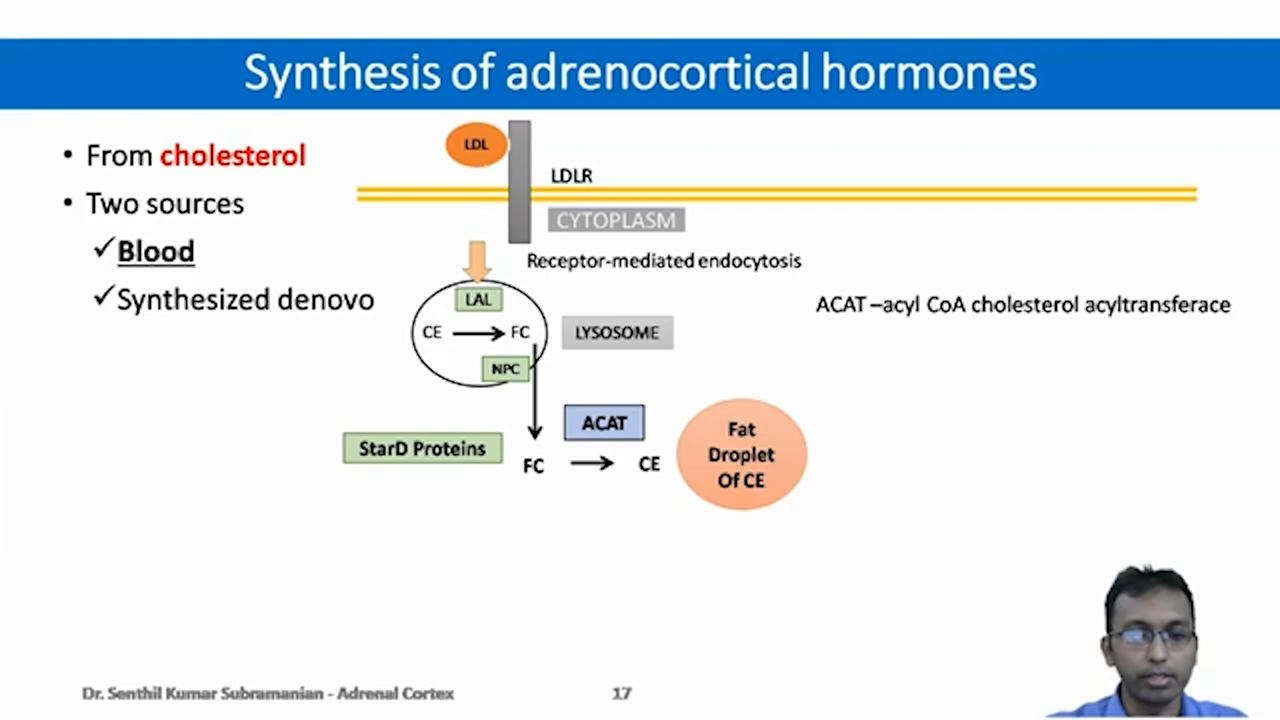 Synthesis of adrenocortical hormones
• From cholesterol
• Two sources
✓Blood
✓Synthesized denovo
LDL
LDLR
CYTOPLASM
Receptor-mediated endocytosis
LAL
CE → FC
LYSOSOME
NPC
ACAT –acyl CoA cholesterol acyltransferace
StarD Proteins
ACAT
FC → CE
Fat
Droplet
Of CE
Dr. Senthil Kumar Subramanian - Adrenal Cortex
17